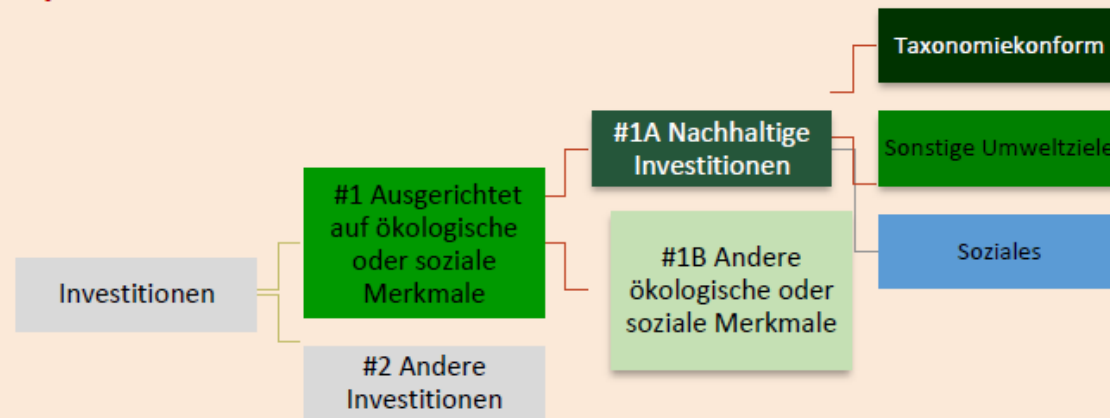 Taxonomiekonform
#1A Nachhaltige
Investitionen
Sonstige Umweltziele
#1 Ausgerichtet
auf ökologische
oder soziale
Merkmale
#1B Andere
ökologische oder
soziale Merkmale
Soziales
Investitionen
#2 Andere
Investitionen